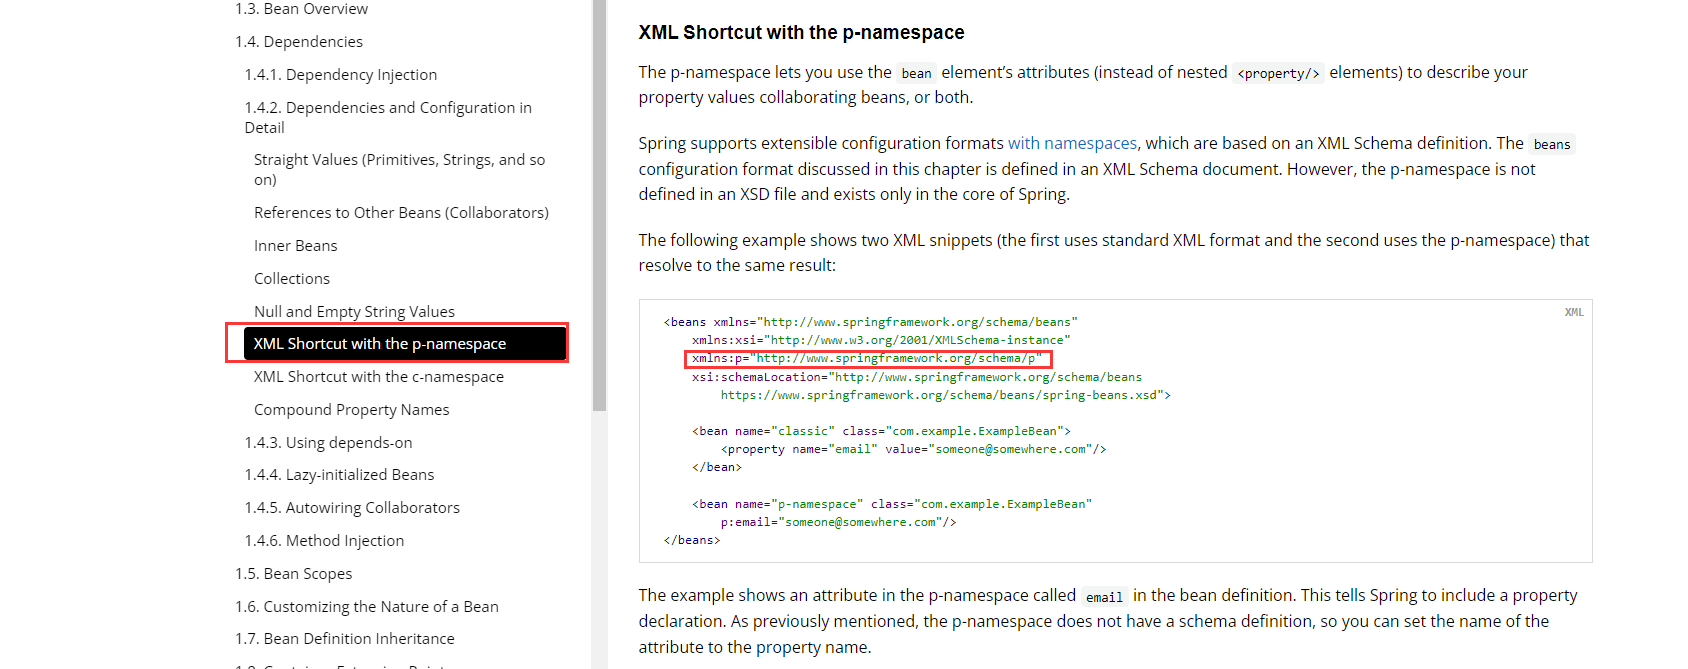 1.3. Bean Overview
1.4. Dependencies
1.4.1. Dependency Injection
1.4.2. Dependencies and Configuration in
Detail
Straight Values (Primitives, Strings, and so
on)
References to Other Beans (Collaborators)
Inner Beans
Collections
Null and Empty String Values
XML Shortcut with the p-namespace
XML Shortcut with the c-namespace
Compound Property Names
1.4.3. Using depends-on
1.4.4. Lazy-initialized Beans
1.4.5. Autowiring Collaborators
1.4.6. Method Injection
1.5. Bean Scopes
1.6. Customizing the Nature of a Bean
1.7. Bean Definition Inheritance
XML Shortcut with the p-namespace
The p-namespace lets you use the bean element’s attributes (instead of nested <property/> elements) to describe your
property values collaborating beans, or both.
Spring supports extensible configuration formats with namespaces, which are based on an XML Schema definition. The beans
configuration format discussed in this chapter is defined in an XML Schema document. However, the p-namespace is not
defined in an XSD file and exists only in the core of Spring.
The following example shows two XML snippets (the first uses standard XML format and the second uses the p-namespace) that
resolve to the same result:
XML
<beans xmlns="http://www.springframework.org/schema/beans"
xmlns:xsi="http://www.w3.org/2001/XMLSchema-instance"
xmlns:p="http://www.springframework.org/schema/p"
xsi:schemaLocation="http://www.springframework.org/schema/beans
https://www.springframework.org/schema/beans/spring-beans.xsd">
<bean name="classic" class="com.example.ExampleBean">
<property name="email" value="someone@somewhere.com"/>
</bean>
<bean name="p-namespace" class="com.example.ExampleBean"
p:email="someone@somewhere.com"/>
</beans>
The example shows an attribute in the p-namespace called email in the bean definition. This tells Spring to include a property
declaration. As previously mentioned, the p-namespace does not have a schema definition, so you can set the name of the
attribute to the property name.